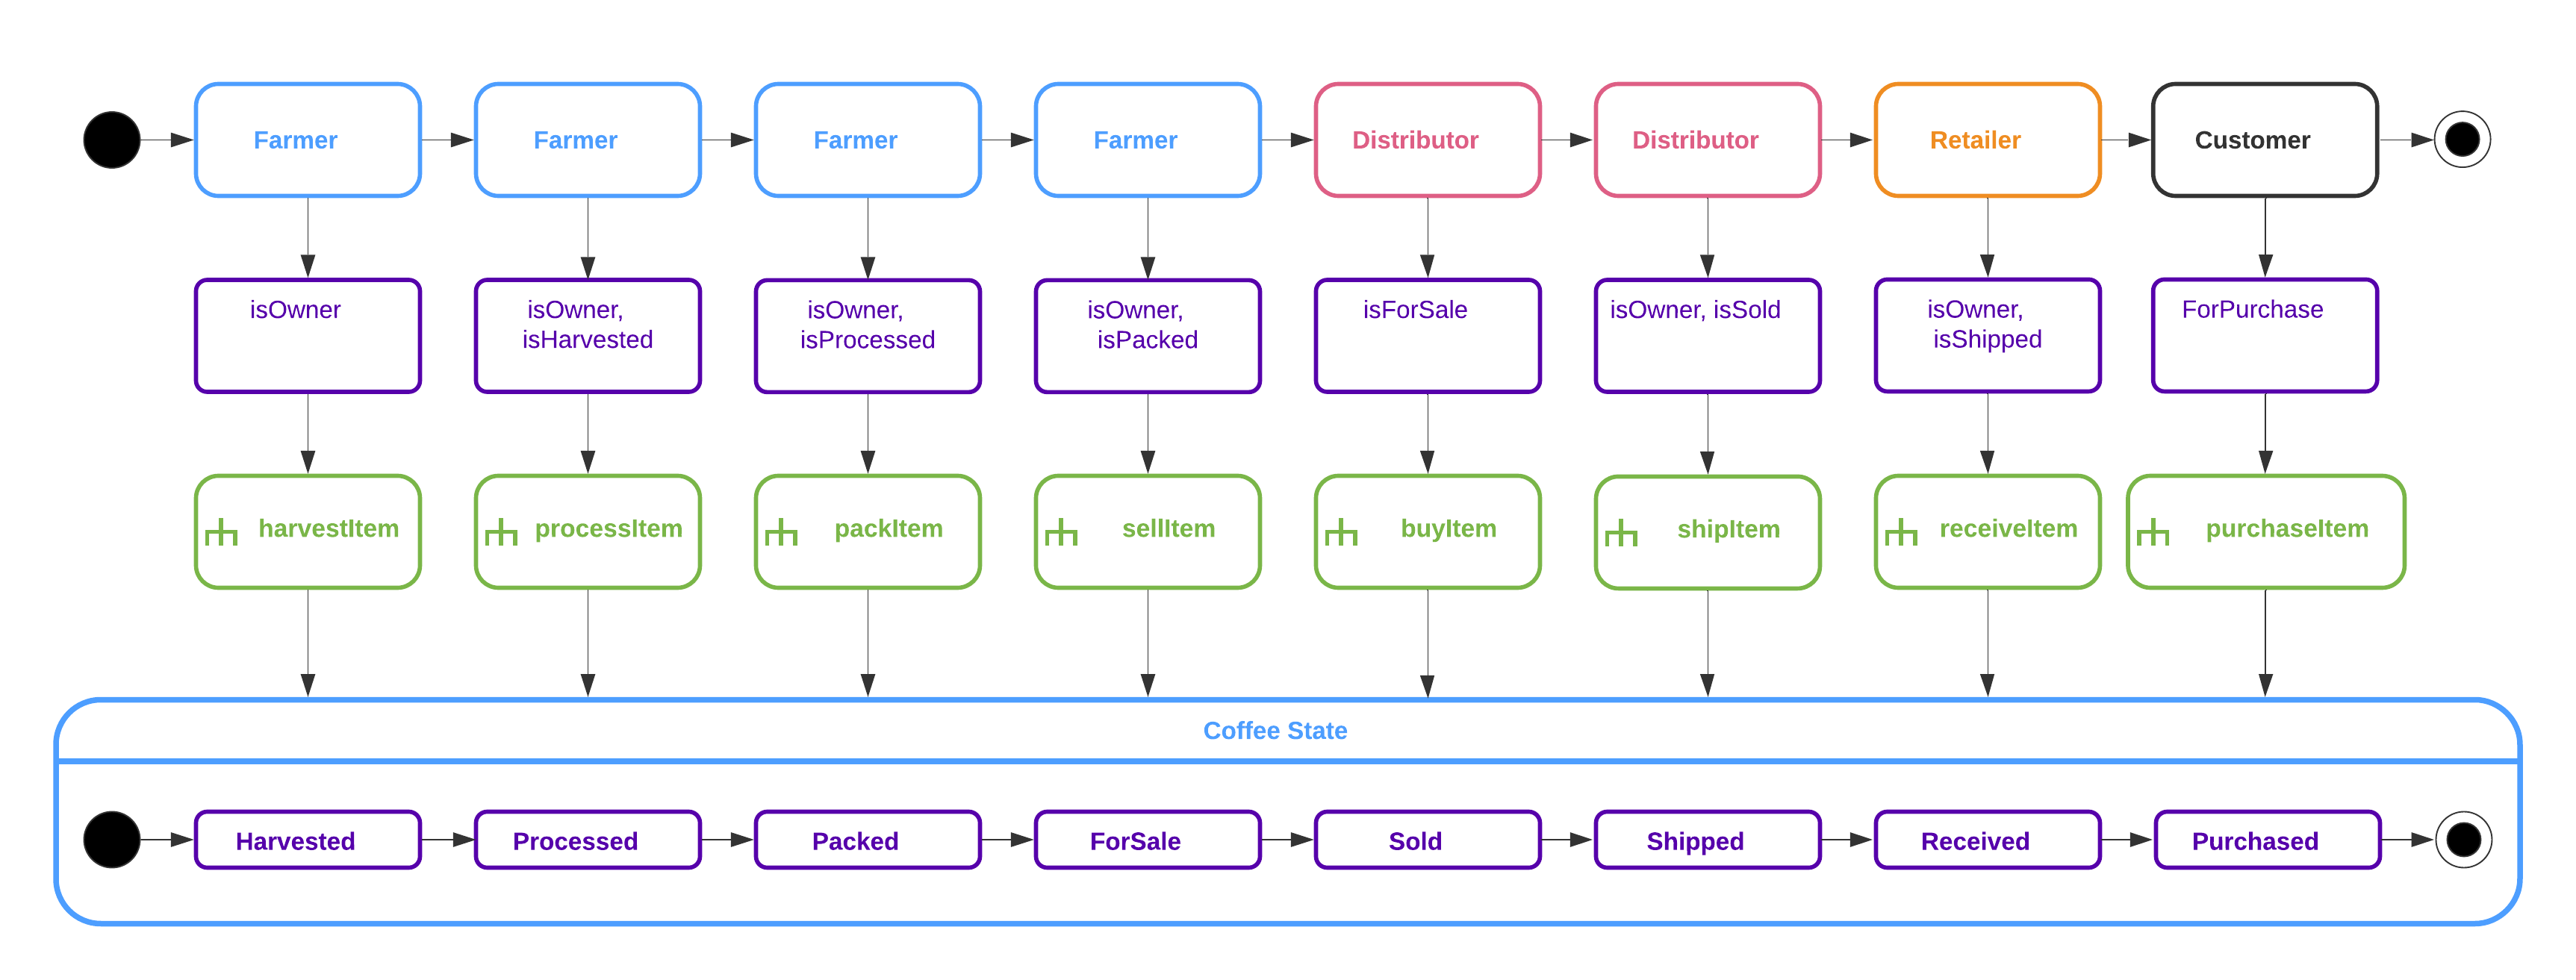 Farmer
Farmer
Farmer
Farmer
Distributor
Distributor
Retailer
Customer
isOwner
isOwner,
isHarvested
isOwner,
isProcessed
isOwner,
isPacked
isForSale
isOwner, isSold
isOwner,
isShipped
ForPurchase
harvestItem
processItem
packItem
sellItem
buyItem
shipItem
receiveItem
purchaseItem
Coffee State
Harvested
Processed
Packed
ForSale
Sold
Shipped
Received
Purchased